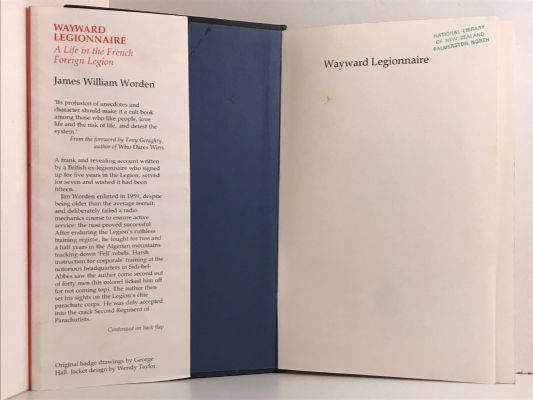 WAYWARD
LEGIONNAIRE
A Life in the French
Foreign Legion
James William Worden
'Its profusion of anecdotes and
character should make it a cult book
among those who like people, love
life and the risk of life, and detest the
system.'
From the foreword by Tony Geraghty,
author of Who Dares Wins
A frank and revealing account written
by a British ex-legionnaire who signed
up for five years in the Legion, served
for seven and wished it had been
fifteen.
Jim Worden enlisted in 1959, despite
being older than the average recruit,
and deliberately failed a radio
mechanics course to ensure active
service: the ruse proved successful.
After enduring the Legion's ruthless
training regime, he fought for two and
a half years in the Algerian mountains
tracking down 'Fell' rebels. Harsh
instruction for corporals' training at the
notorious headquarters in Sidi-bel-
Abbès saw the author come second out
of forty men (his colonel ticked him off
for not coming top). The author then
set his sights on the Legion's elite
parachute corps. He was duly accepted
into the crack Second Regiment of
Parachutists.
Continued on back flap
Original badge drawings by George
Hall. Jacket design by Wendy Taylor.
NATIONAL LIBRARY
OF NEW ZEALAND
PALMERSTON NORTH
Wayward Legionnaire